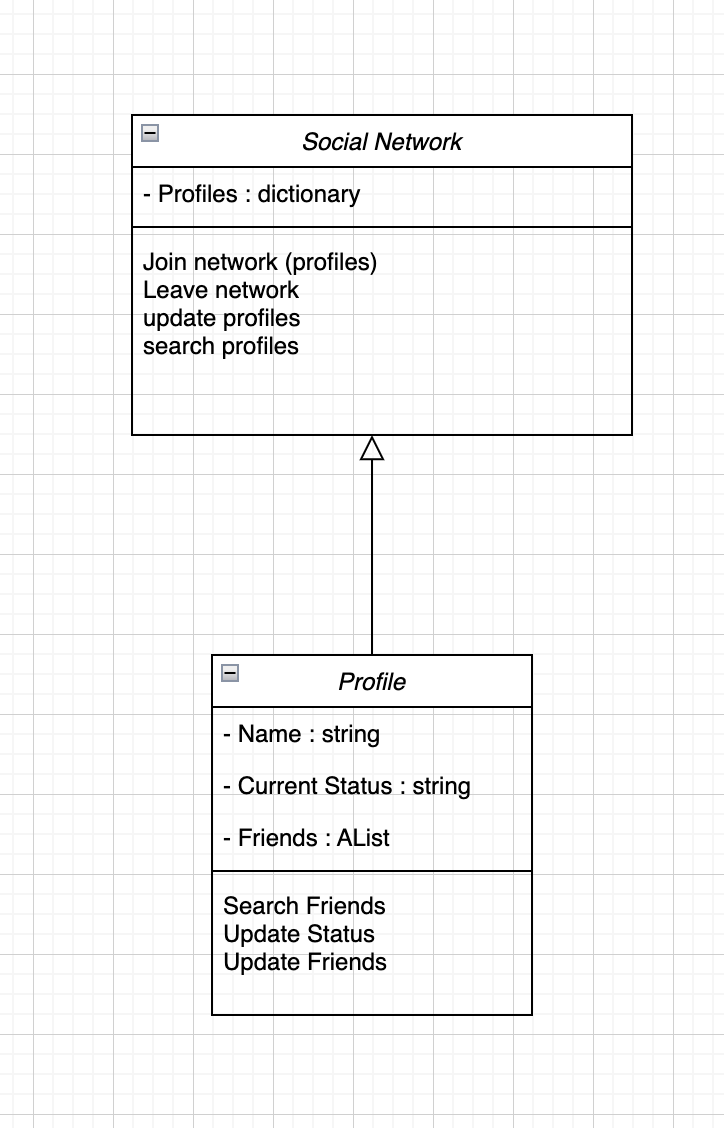 Social Network
- Profiles : dictionary
Join network (profiles)
Leave network
update profiles
search profiles
Profile
- Name : string
- Current Status : string
- Friends : AList
Search Friends
Update Status
Update Friends